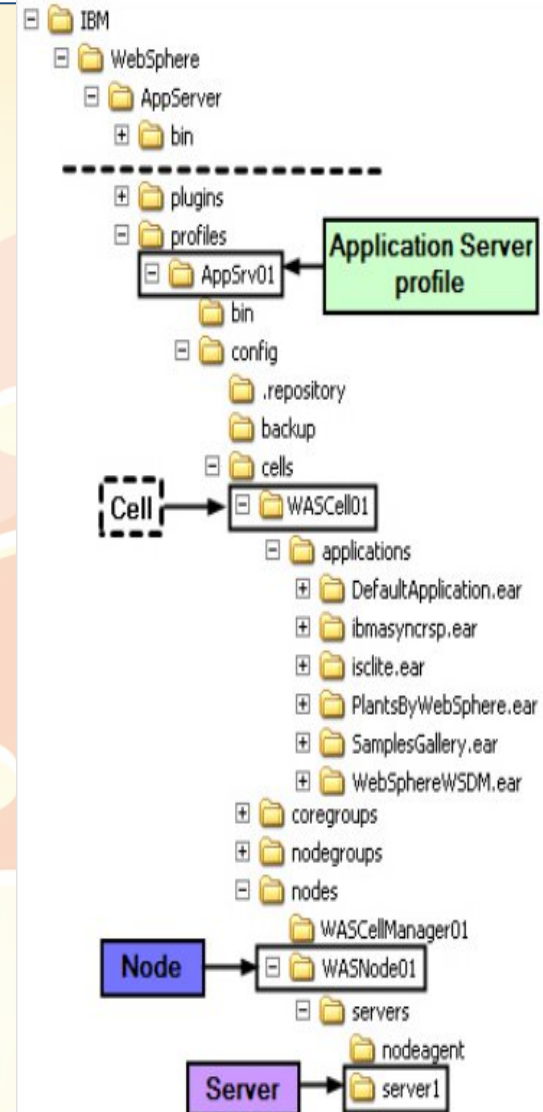 IBM
WebSphere
AppServer
bin
plugins
profiles
AppSrv01
Application Server
profile
bin
config
.repository
backup
cells
Cell
WASCell01
applications
DefaultApplication.ear
ibmasyncrsp.ear
isclite.ear
PlantsByWebSphere.ear
SamplesGallery.ear
WebSphereWSDM.ear
coregroups
nodegroups
nodes
WASCellManager01
Node
WASNode01
servers
nodeagent
Server
server1